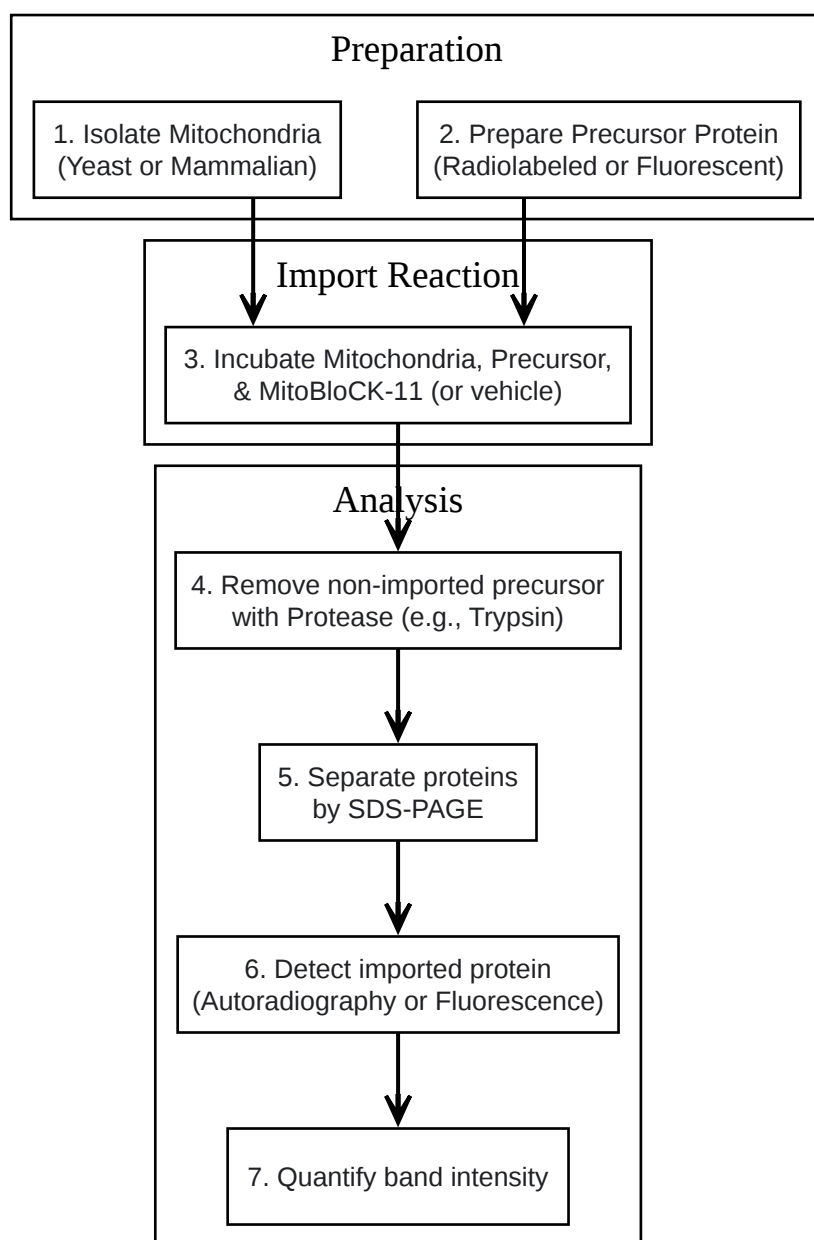 Preparation
1. Isolate Mitochondria
(Yeast or Mammalian)
2. Prepare Precursor Protein
(Radiolabeled or Fluorescent)
Import Reaction
3. Incubate Mitochondria, Precursor,
& MitoBloCK-11 (or vehicle)
Analysis
4. Remove non-imported precursor
with Protease (e.g., Trypsin)
5. Separate proteins
by SDS-PAGE
6. Detect imported protein
(Autoradiography or Fluorescence)
7. Quantify band intensity